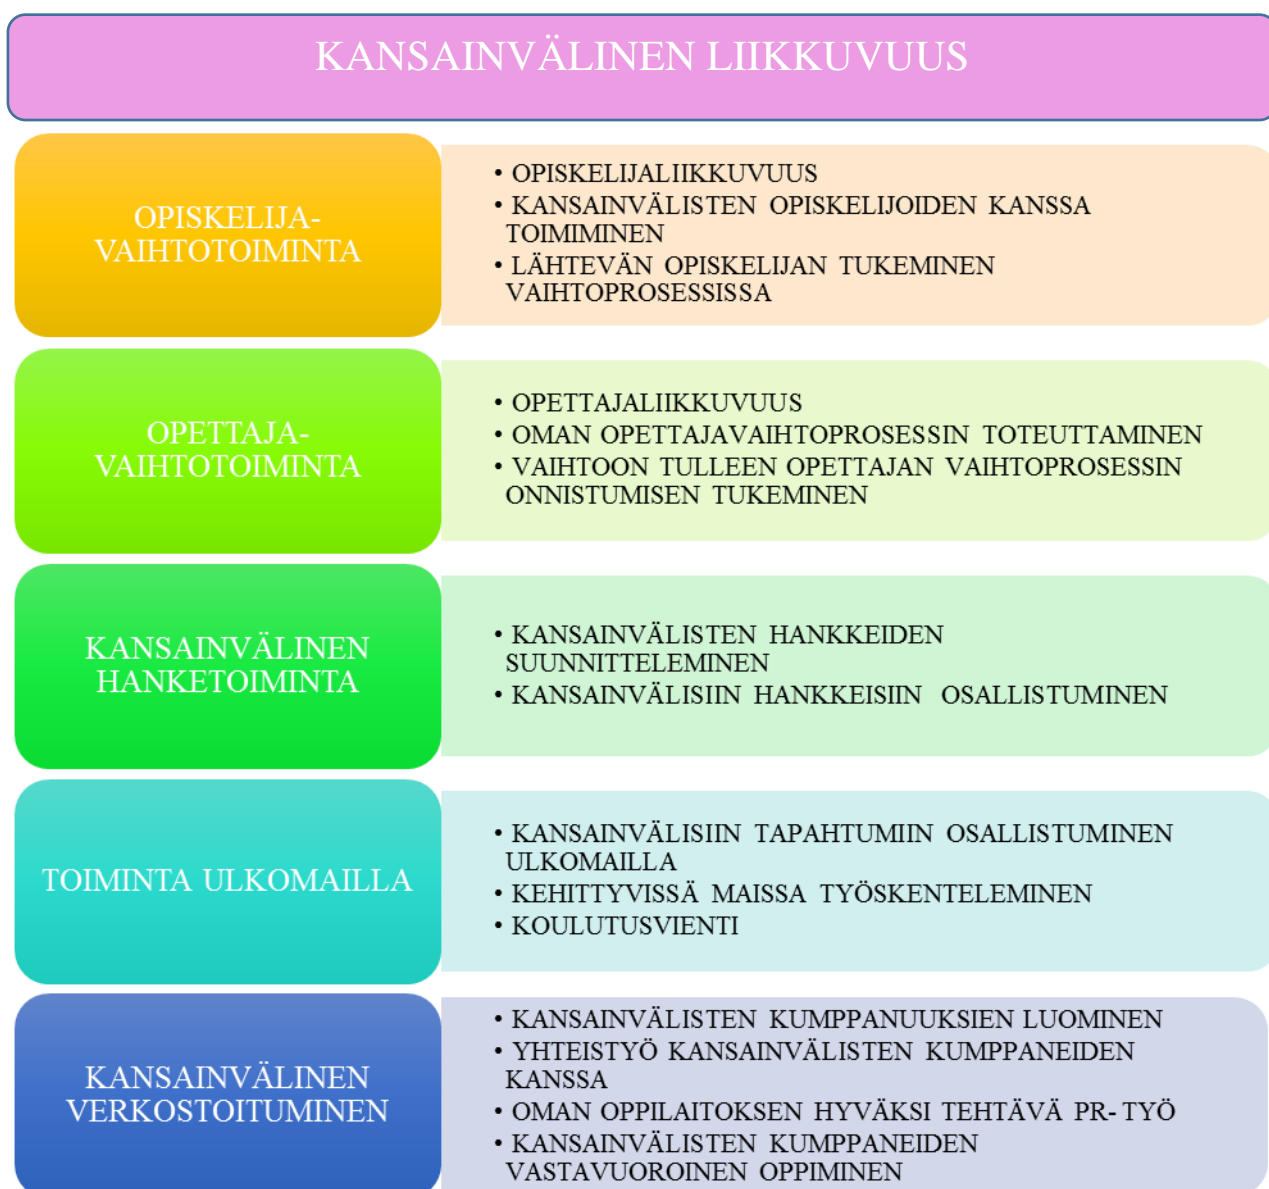 KANSAINVÄLINEN LIIKKUVUUS
OPISKELIJA-
VAIHTOTOIMINTA
• OPISKELIJALIIKKUVUUS
• KANSAINVÄLISTEN OPISKELIJOIDEN KANSSA
TOIMIMINEN
• LÄHTEVÄN OPISKELIJAN TUKEMINEN
VAIHTOPROSESSISSA
OPETTAJA-
VAIHTOTOIMINTA
• OPETTAJALIIKKUVUUS
• OMAN OPETTAJAVAIHTOPROSESSIN TOTEUTTAMINEN
• VAIHTOON TULLEEN OPETTAJAN VAIHTOPROSESSIN
ONNISTUMISEN TUKEMINEN
KANSAINVÄLINEN
HANKETOIMINTA
• KANSAINVÄLISTEN HANKKEIDEN
SUUNNITTELEMINEN
• KANSAINVÄLISIIN HANKKEISIIN OSALLISTUMINEN
TOIMINTA ULKOMAILLA
• KANSAINVÄLISIIN TAPAHTUMIIN OSALLISTUMINEN
ULKOMAILLA
• KEHITTYVISSÄ MAISSA TYÖSKENTELEMINEN
• KOULUTUSVIENTI
KANSAINVÄLINEN
VERKOSTOITUMINEN
• KANSAINVÄLISTEN KUMPPANUUKSIEN LUOMINEN
• YHTEISTYÖ KANSAINVÄLISTEN KUMPPANEIDEN
KANSSA
• OMAN OPPILAITOKSEN HYVÄKSI TEHTÄVÄ PR- TYÖ
• KANSAINVÄLISTEN KUMPPANEIDEN
VASTAVUOROINEN OPPIMINEN